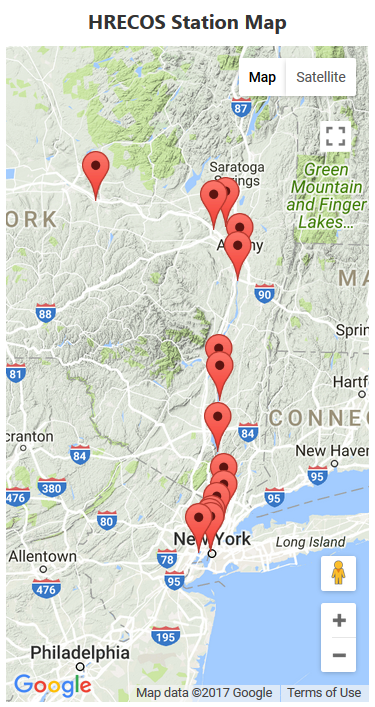 HRECOS Station Map
Map Satellite
87
Saratoga
Springs
Green
Mountain
and Finger
Lakes...
ORK
Albany
MA
90
88
Sprin
81
Hartf
CONNEC
cranton
84
84
New Haven
95
476
380
95
80
New York
Long Island
Allentown
78
476
95
195
Philadelphia
Google
Map data ©2017 Google Terms of Use